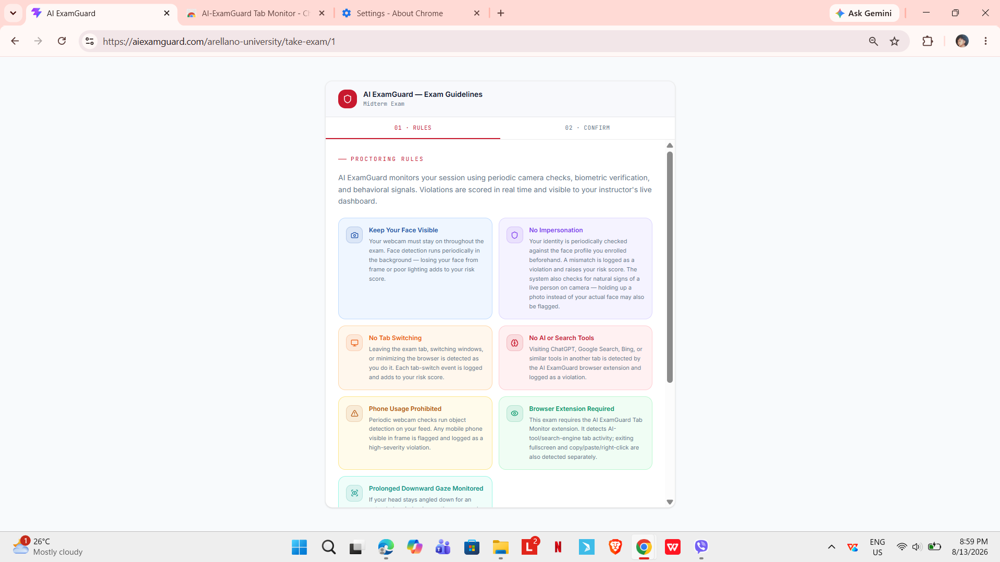 AI ExamGuard
AI-ExamGuard Tab Monitor - Ch
Settings - About Chrome
Ask Gemini
https://aiexamguard.com/arellano-university/take-exam/1
AI ExamGuard — Exam Guidelines
Midterm Exam
01 · RULES
02 · CONFIRM
PROCTORING RULES
AI ExamGuard monitors your session using periodic camera checks, biometric verification,
and behavioral signals. Violations are scored in real time and visible to your instructor's live
dashboard.
Keep Your Face Visible
Your webcam must stay on throughout the
exam. Face detection runs periodically in
the background — losing your face from
frame or poor lighting adds to your risk
score.
No Impersonation
Your identity is periodically checked
against the face profile you enrolled
beforehand. A mismatch is logged as a
violation and raises your risk score. The
system also checks for natural signs of a
live person on camera — holding up a
photo instead of your actual face may also
be flagged.
No Tab Switching
Leaving the exam tab, switching windows,
or minimizing the browser is detected as
you do it. Each tab-switch event is logged
and adds to your risk score.
No AI or Search Tools
Visiting ChatGPT, Google Search, Bing, or
similar tools in another tab is detected by
the AI ExamGuard browser extension and
logged as a violation.
Phone Usage Prohibited
Periodic webcam checks run object
detection on your feed. Any mobile phone
visible in frame is flagged and logged as a
high-severity violation.
Browser Extension Required
This exam requires the AI ExamGuard Tab
Monitor extension. It detects AI-
tool/search-engine tab activity; exiting
fullscreen and copy/paste/right-click are
also detected separately.
Prolonged Downward Gaze Monitored
If your head stays angled down for an
1
26°C
Mostly cloudy
L
2
N
W
ENG
US
8:59 PM
8/13/2026